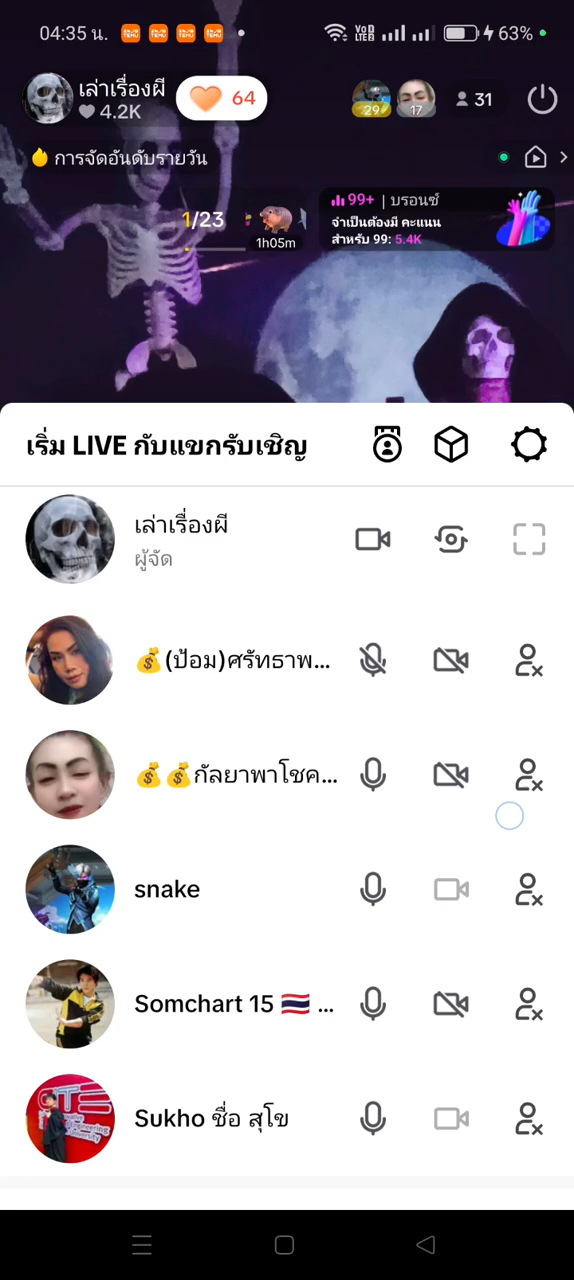 04:35 น.
VoD
LTE
63%
เล่าเรื่องผี
4.2K
64
29
17
31
การจัดอันดับรายวัน
1/23
1h05m
99+ | บรอนซ์
จำเป็นต้องมี คะแนน
สำหรับ 99: 5.4K
เริ่ม LIVE กับแขกรับเชิญ
เล่าเรื่องผี
ผู้จัด
💰(ป้อม)ศรัทธาพ...
💰💰กัลยาพาโชค...
snake
Somchart 15 🇹🇭 ...
Sukho ชื่อ สุโข